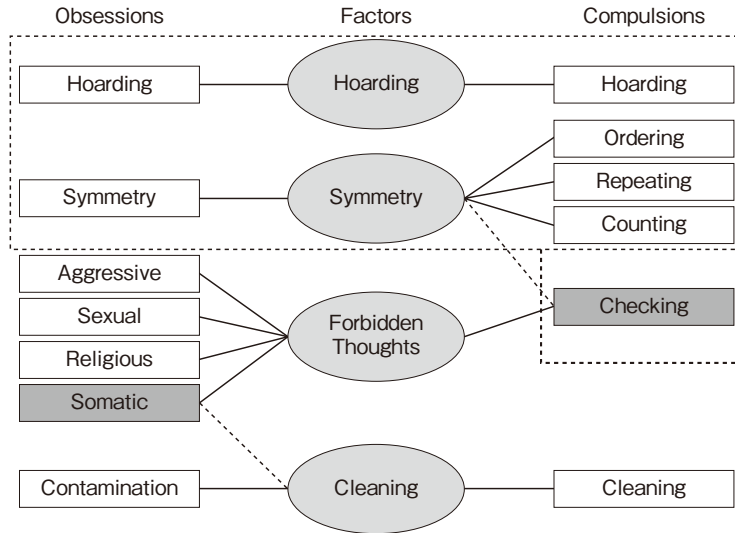 Obsessions
Factors
Compulsions
Hoarding
Hoarding
Hoarding
Ordering
Symmetry
Symmetry
Repeating
Counting
Aggressive
Sexual
Religious
Somatic
Forbidden
Thoughts
Checking
Contamination
Cleaning
Cleaning